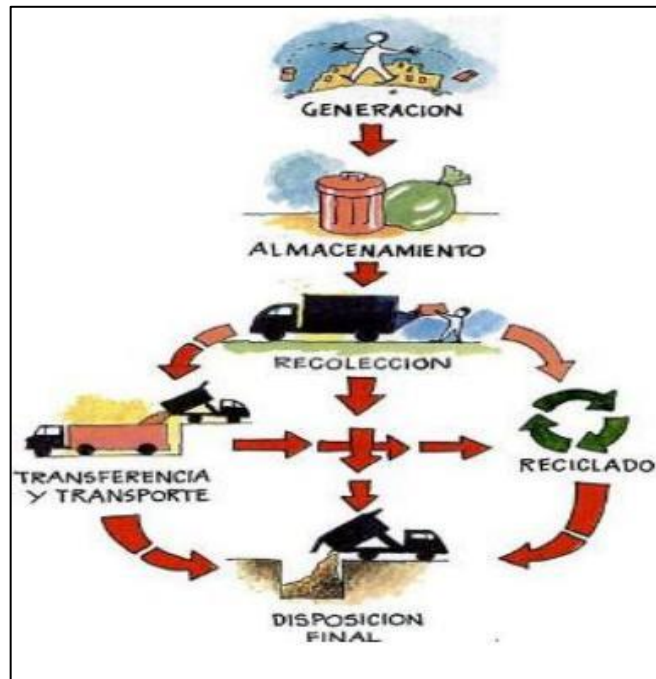 GENERACION
ALMACENAMIENTO
RECOLECCION
TRANSFERENCIA
Y TRANSPORTE
RECICLADO
DISPOSICION
FINAL